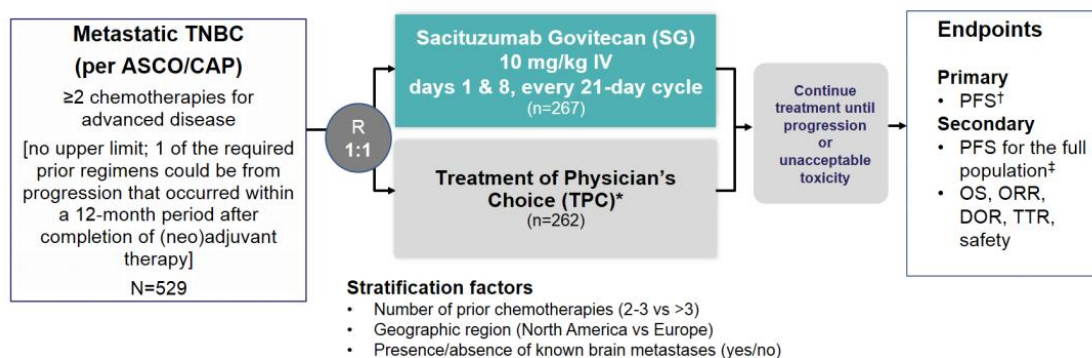 Metastatic TNBC
(per ASCO/CAP)
≥2 chemotherapies for
advanced disease
[no upper limit; 1 of the required
prior regimens could be from
progression that occurred within
a 12-month period after
completion of (neo)adjuvant
therapy]
N=529
R
1:1
Sacituzumab Govitecan (SG)
10 mg/kg IV
days 1 & 8, every 21-day cycle
(n=267)
Treatment of Physician's
Choice (TPC)*
(n=262)
Continue
treatment until
progression
or
unacceptable
toxicity
Endpoints
Primary
• PFS†
Secondary
• PFS for the full
population‡
• OS, ORR,
DOR, TTR,
safety
Stratification factors
• Number of prior chemotherapies (2-3 vs >3)
• Geographic region (North America vs Europe)
• Presence/absence of known brain metastases (yes/no)